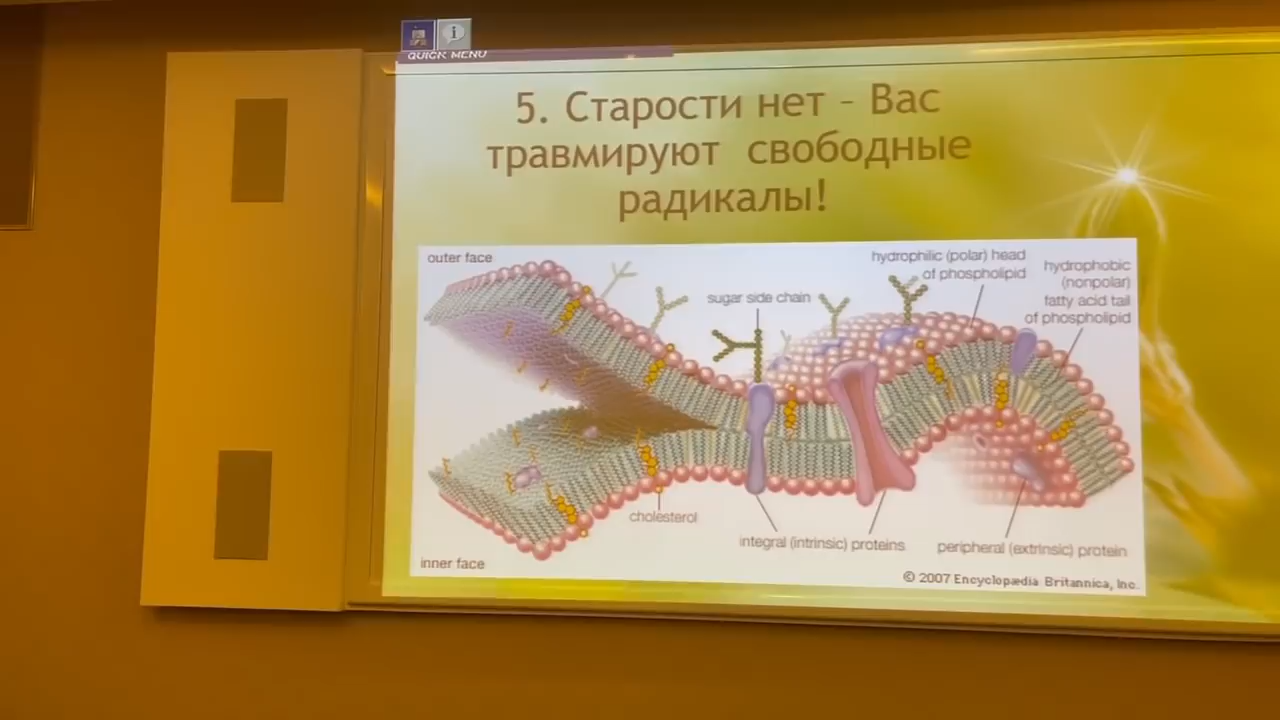 QUICK MENU
5. Старости нет – Вас
травмируют свободные
радикалы!
outer face
hydrophilic (polar) head
of phospholipid
hydrophobic
(nonpolar)
fatty acid tail
of phospholipid
sugar side chain
cholesterol
integral (intrinsic) proteins
peripheral (extrinsic) protein
inner face
© 2007 Encyclopædia Britannica, Inc.